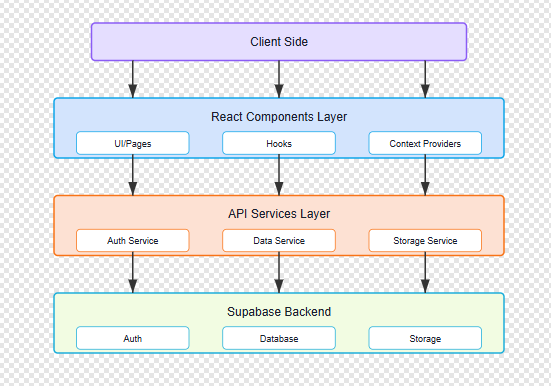 Client Side
React Components Layer
UI/Pages
Hooks
Context Providers
API Services Layer
Auth Service
Data Service
Storage Service
Supabase Backend
Auth
Database
Storage